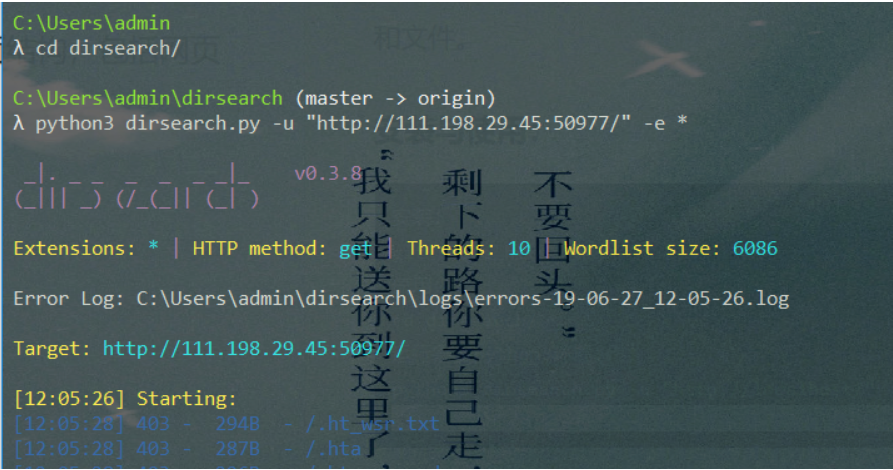 C:\Users\admin
λ cd dirsearch/
C:\Users\admin\dirsearch (master -> origin)
λ python3 dirsearch.py -u "http://111.198.29.45:50977/" -e *
v0.3.8
Extensions: * | HTTP method: get | Threads: 10 | Wordlist size: 6086
Error Log: C:\Users\admin\dirsearch\logs\errors-19-06-27_12-05-26.log
Target: http://111.198.29.45:50977/
[12:05:26] Starting:
[12:05:28] 403 -  294B  - /.ht_wsr.txt
[12:05:28] 403 -  287B  - /.hta
“我只能送你到这里了
剩下的路你要自己走
不要回头。”
和文件